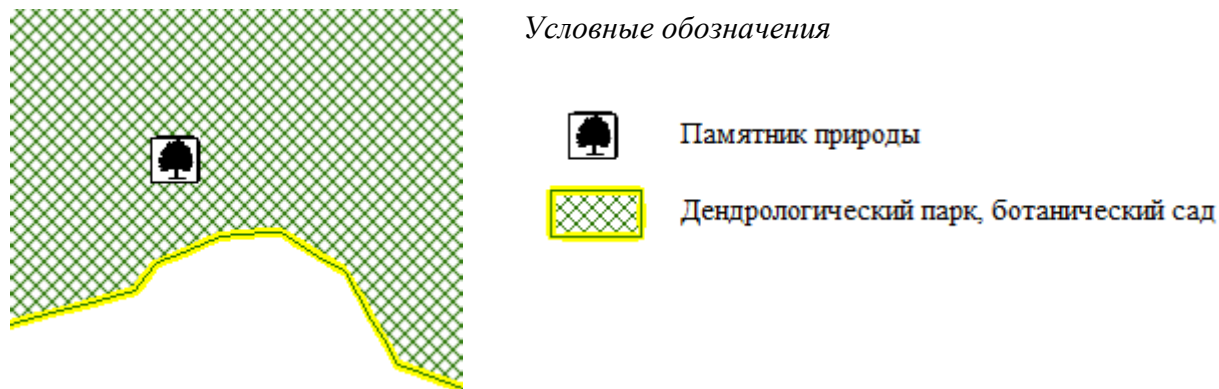 Условные обозначения
Памятник природы
Дендрологический парк, ботанический сад